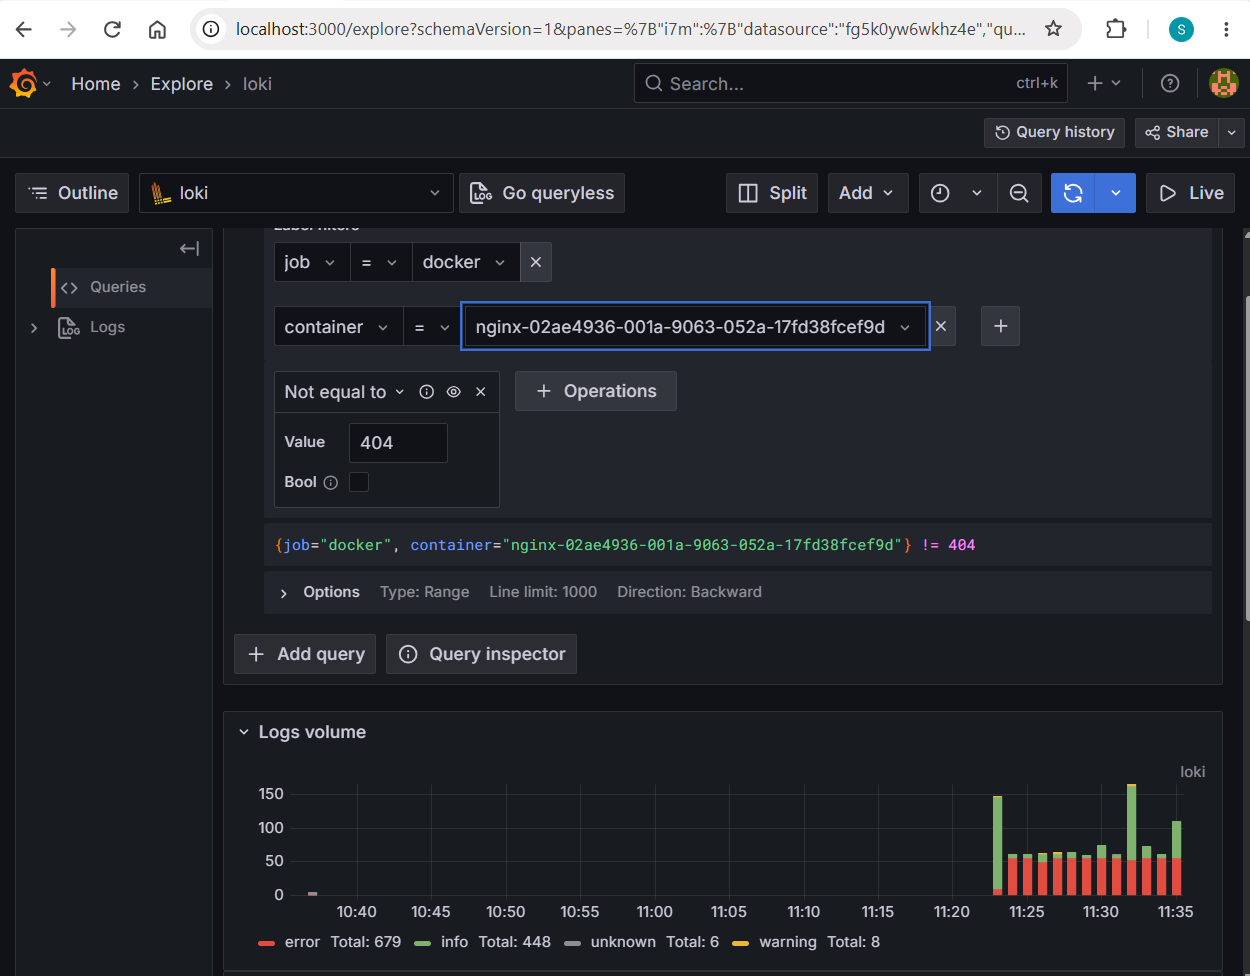 localhost:3000/explore?schemaVersion=1&panes=%7B"i7m":%7B"datasource":"fg5k0yw6wkhz4e","qu...
S
Home › Explore › loki
Search...
ctrl+k
Query history
Share
Outline
loki
Go queryless
Split
Add
Live
Queries
Logs
Label filters
job = docker
container = nginx-02ae4936-001a-9063-052a-17fd38fcef9d
Not equal to
Operations
Value 404
Bool
{job="docker", container="nginx-02ae4936-001a-9063-052a-17fd38fcef9d"} != 404
Options Type: Range Line limit: 1000 Direction: Backward
Add query
Query inspector
Logs volume
loki
150
100
50
0
10:40 10:45 10:50 10:55 11:00 11:05 11:10 11:15 11:20 11:25 11:30 11:35
error Total: 679 info Total: 448 unknown Total: 6 warning Total: 8